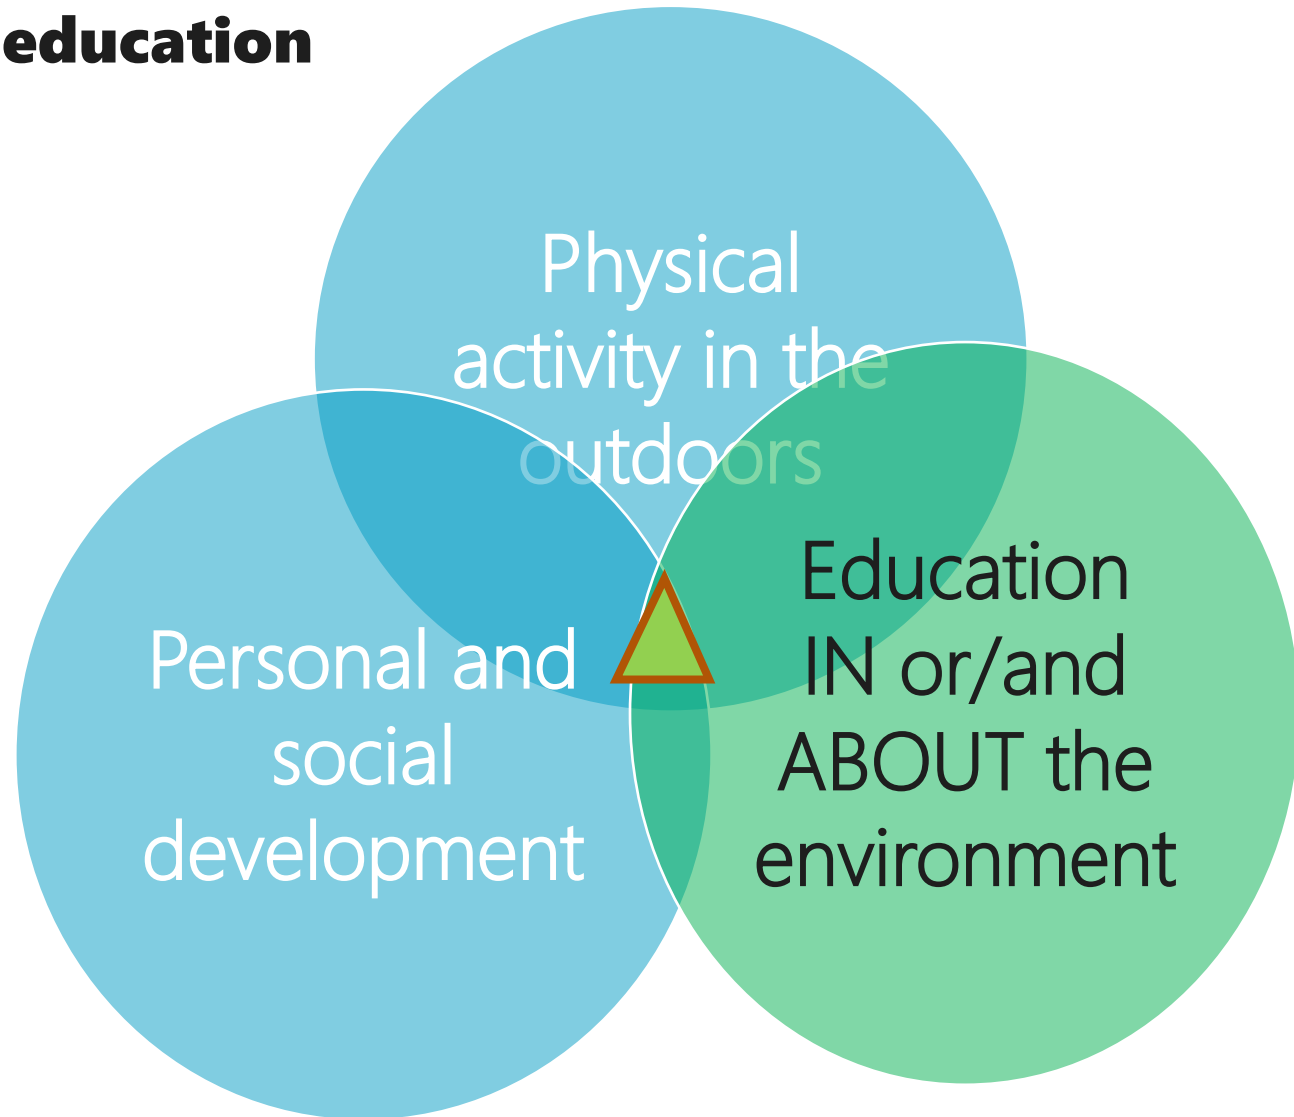 education
Physical
activity in the
outdoors
Personal and
social
development
Education
IN or/and
ABOUT the
environment